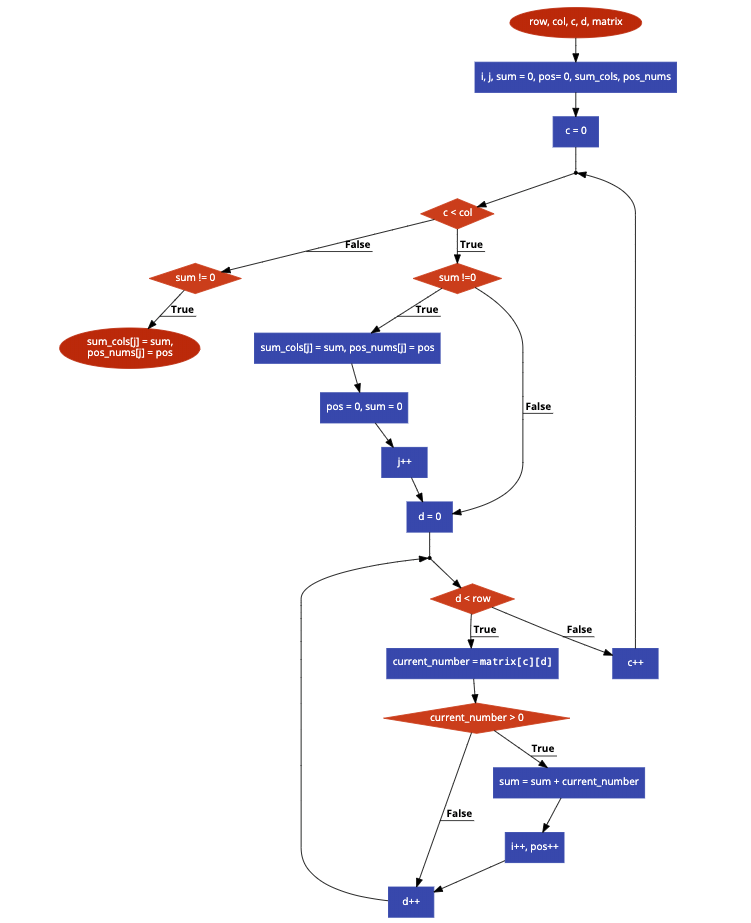 row, col, c, d, matrix
i, j, sum = 0, pos= 0, sum_cols, pos_nums
c = 0
c < col
False
True
sum != 0
sum !=0
True
True
sum_cols[j] = sum,
pos_nums[j] = pos
sum_cols[j] = sum, pos_nums[j] = pos
pos = 0, sum = 0
False
j++
d = 0
d < row
True
False
current_number = matrix[c][d]
c++
current_number > 0
True
sum = sum + current_number
False
i++, pos++
d++